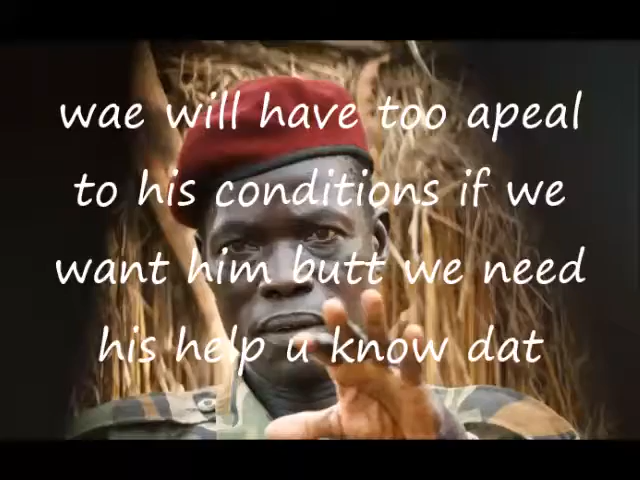 wae will have too apeal
to his conditions if we
want him butt we need
his help u know dat